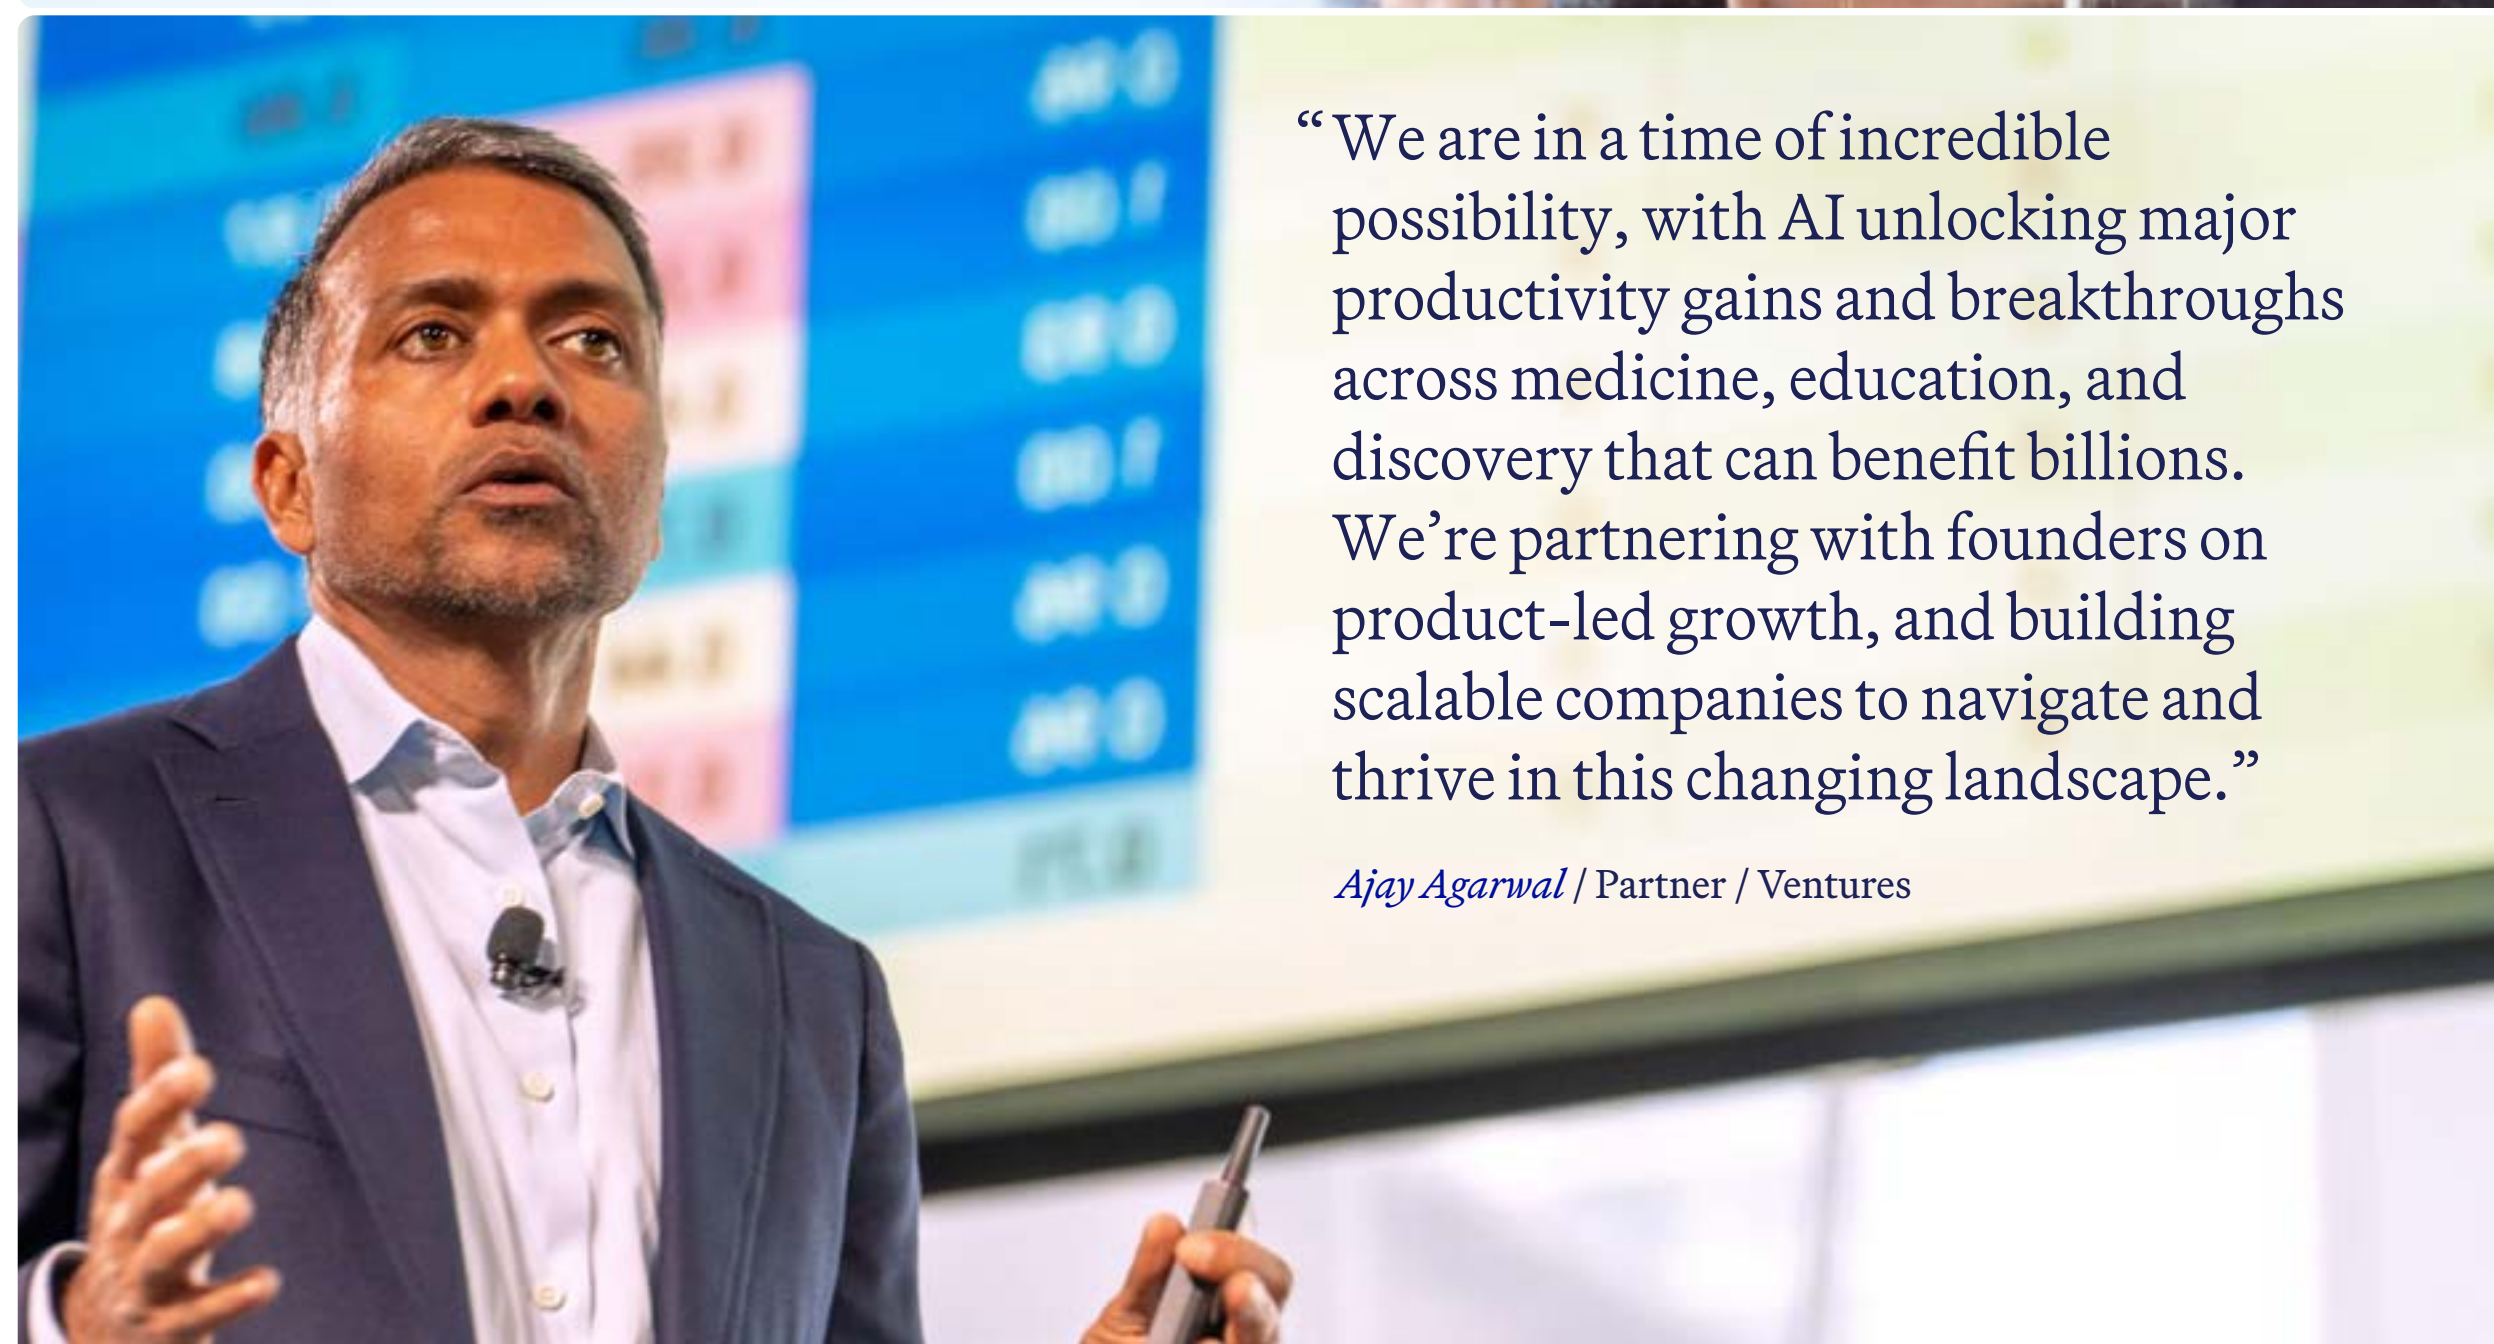 “We are in a time of incredible
possibility, with AI unlocking major
productivity gains and breakthroughs
across medicine, education, and
discovery that can benefit billions.
We’re partnering with founders on
product-led growth, and building
scalable companies to navigate and
thrive in this changing landscape.”
Ajay Agarwal / Partner / Ventures